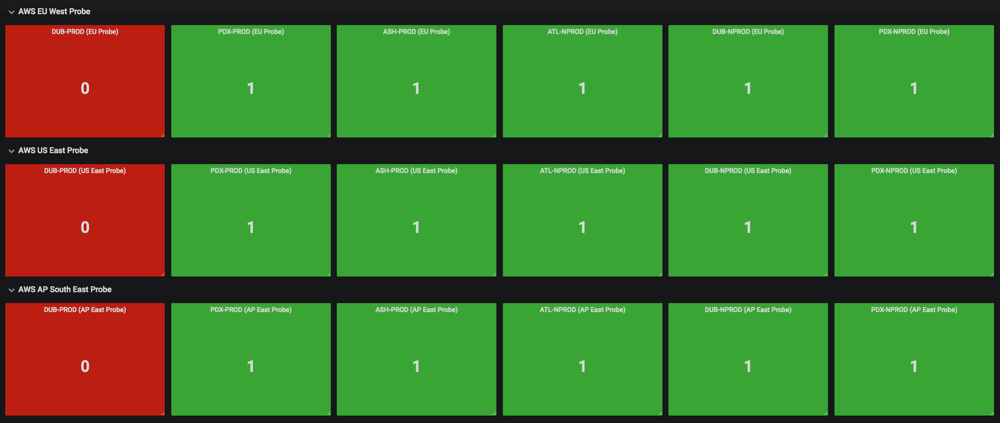 AWS EU West Probe
DUB-PROD (EU Probe)
PDX-PROD (EU Probe)
ASH-PROD (EU Probe)
ATL-NPROD (EU Probe)
DUB-NPROD (EU Probe)
PDX-NPROD (EU Probe)
0
1
1
1
1
1
AWS US East Probe
DUB-PROD (US East Probe)
PDX-PROD (US East Probe)
ASH-PROD (US East Probe)
ATL-NPROD (US East Probe)
DUB-NPROD (US East Probe)
PDX-NPROD (US East Probe)
0
1
1
1
1
1
AWS AP South East Probe
DUB-PROD (AP East Probe)
PDX-PROD (AP East Probe)
ASH-PROD (AP East Probe)
ATL-NPROD (AP East Probe)
DUB-NPROD (AP East Probe)
PDX-NPROD (AP East Probe)
0
1
1
1
1
1